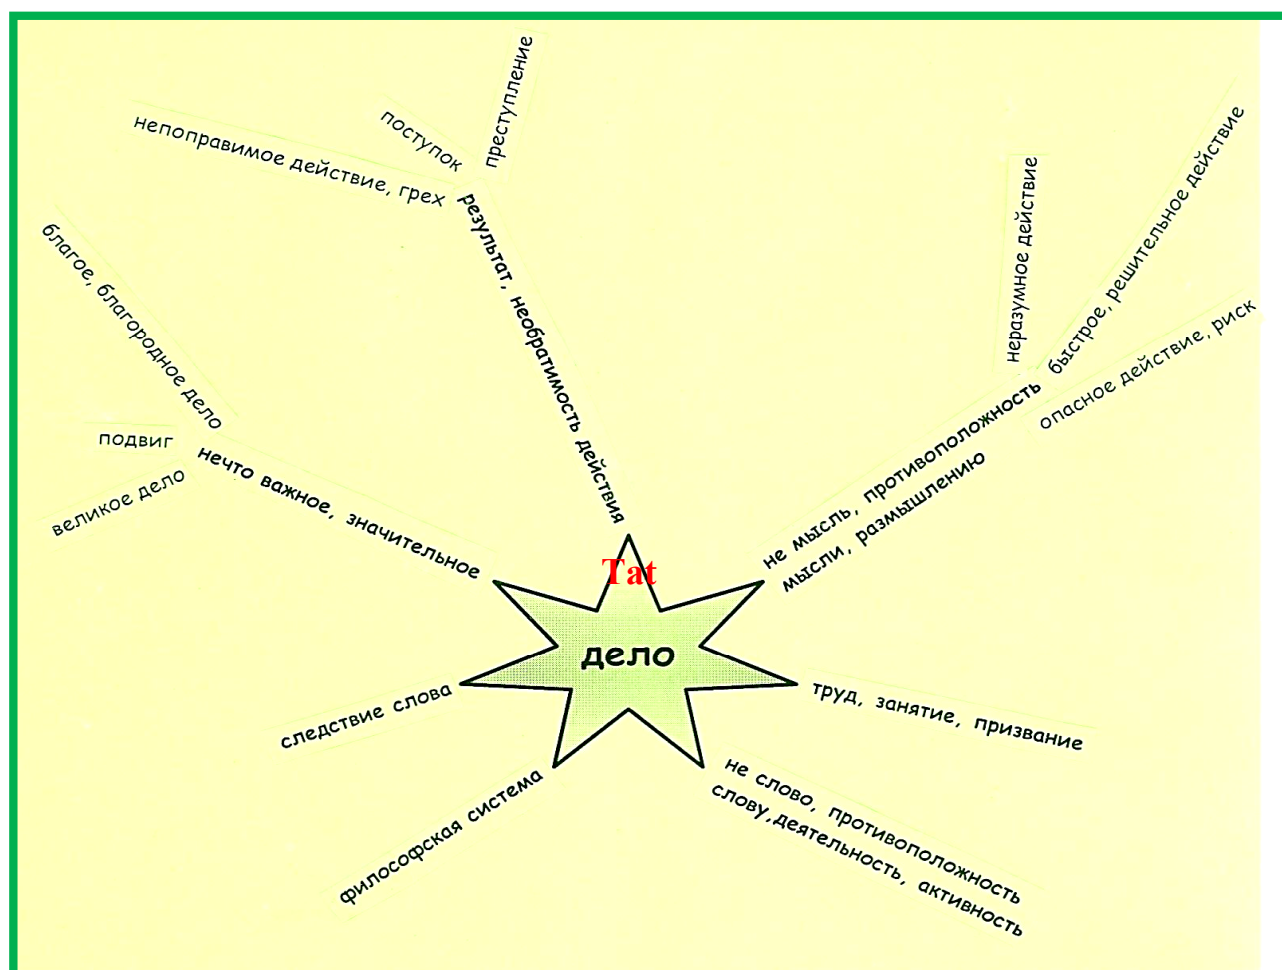 преступление
поступок
непоправимое действие, грех
результат, необратимость действия
неразумное действие
быстрое, решительное действие
опасное действие, риск
не мысль, противоположность
мысли, размышлению
благое, благородное дело
подвиг
великое дело
нечто важное, значительное
Tat
дело
следствие слова
труд, занятие, призвание
философская система
не слово, противоположность
слову,деятельность, активность